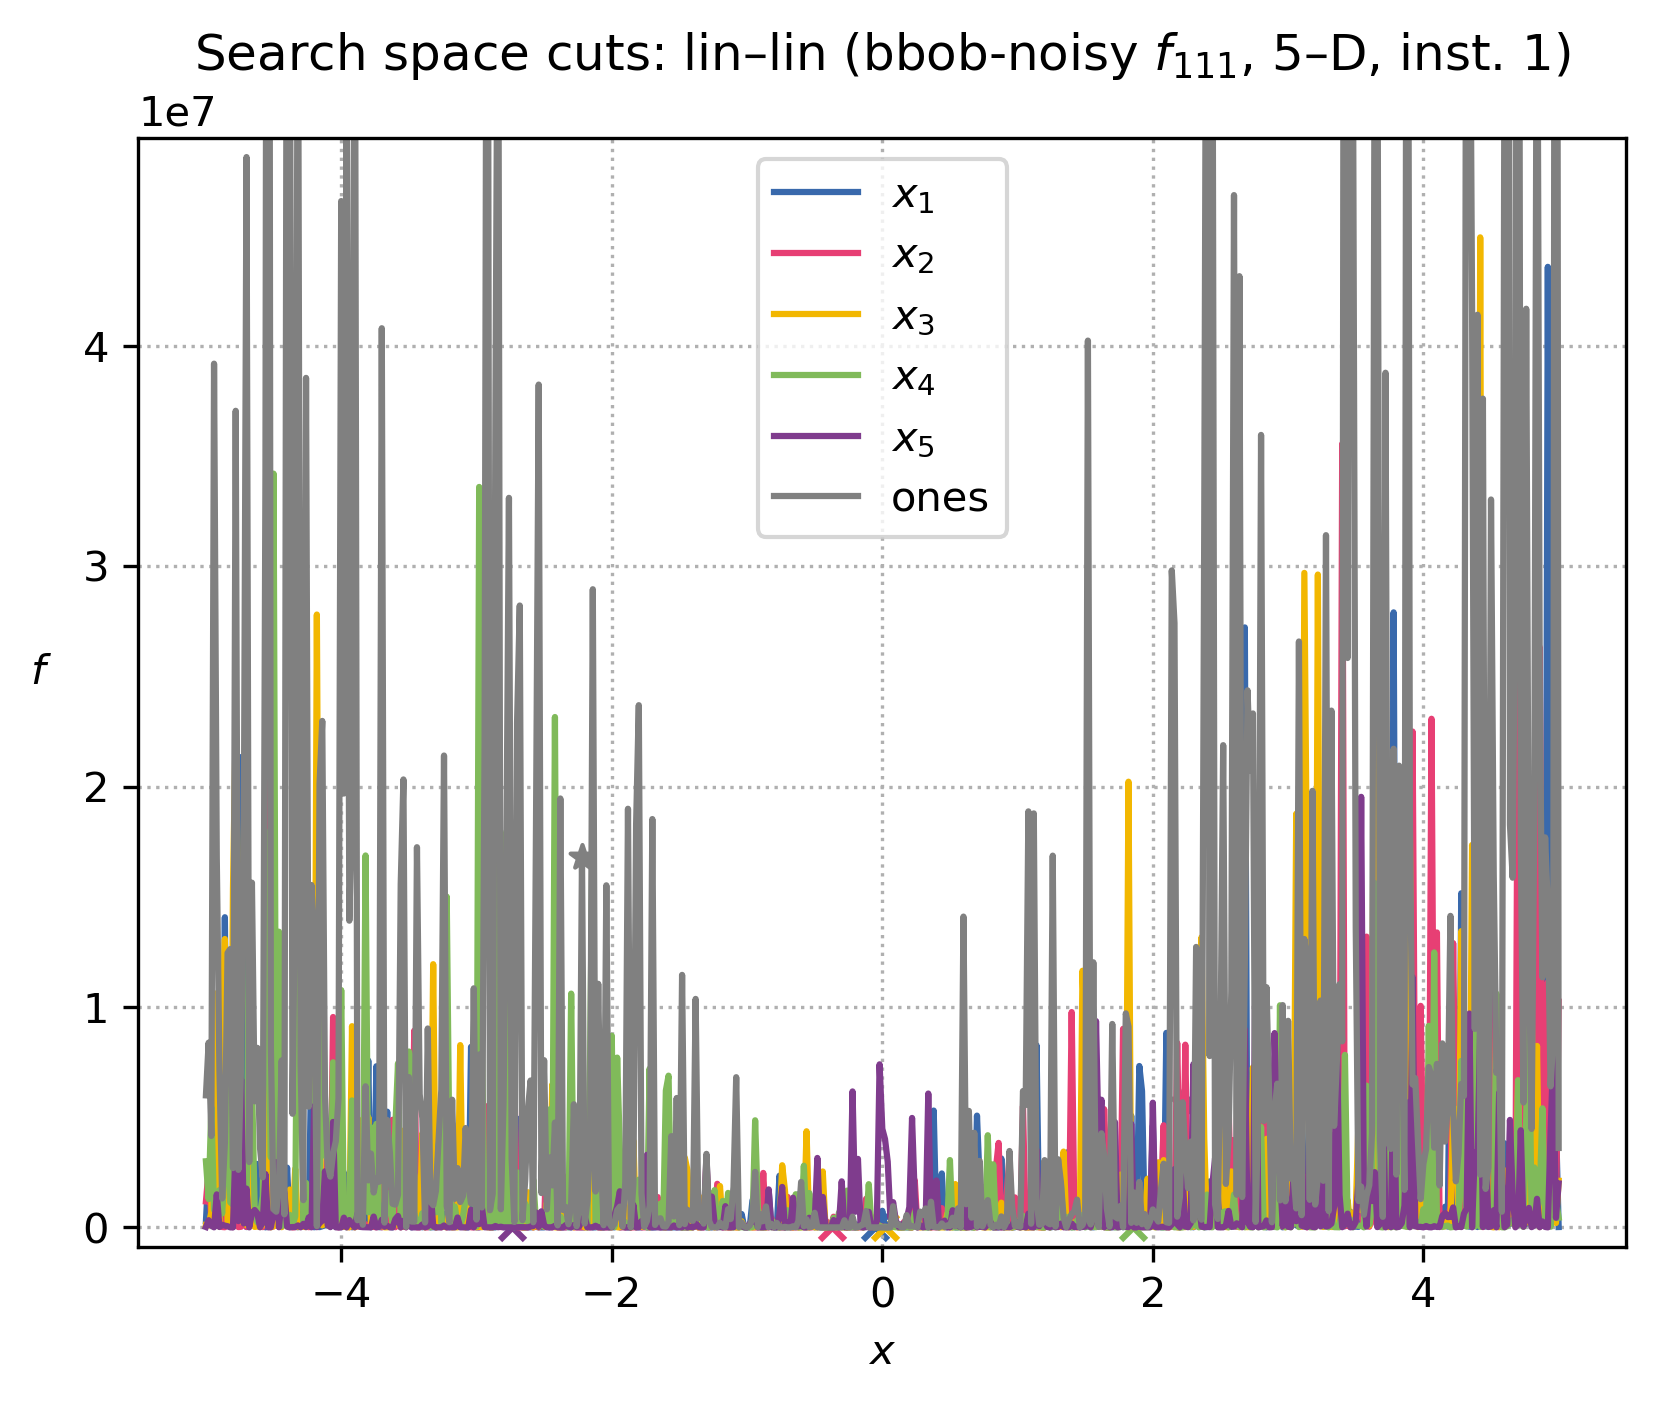 Search space cuts: lin–lin (bbob-noisy f₁₁₁, 5–D, inst. 1)
1e7
x₁
x₂
x₃
x₄
x₅
ones
4
3
2
1
0
f
−4 −2 0 2 4
x